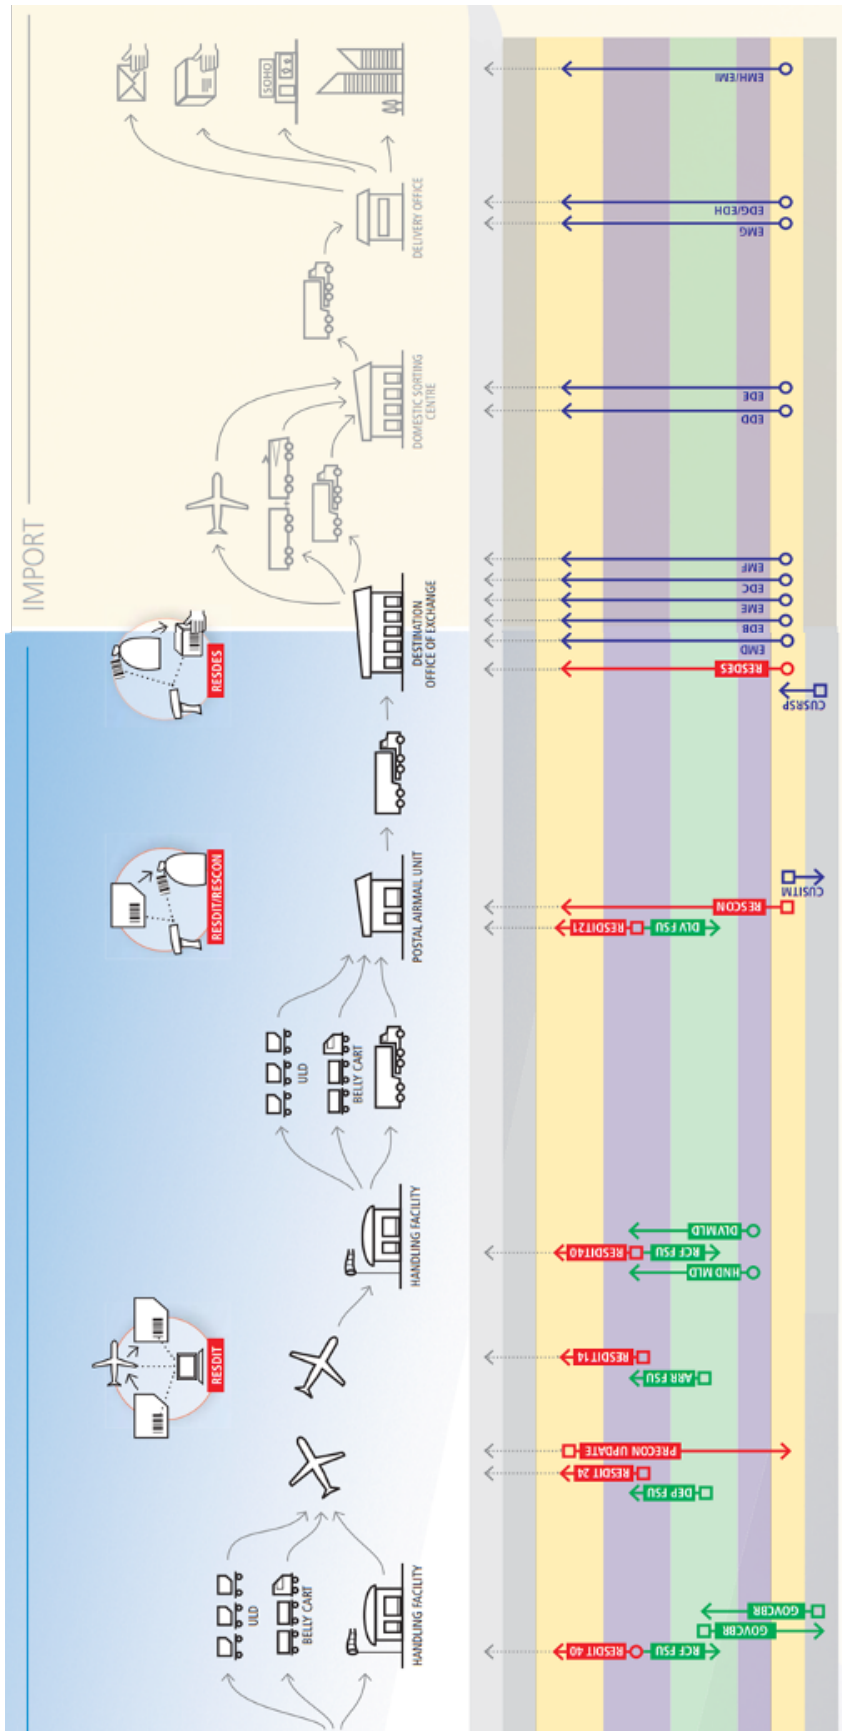 IMPORT
SOHO
DELIVERY OFFICE
DOMESTIC SORTING
CENTRE
DESTINATION
OFFICE OF EXCHANGE
RESDES
POSTAL AIRMAIL UNIT
RESDIT/RESCON
ULD
BELLY CART
HANDLING FACILITY
RESDIT
ULD
BELLY CART
HANDLING FACILITY
EMH/EMI
EDG/EDH
EMG
EDE
EDD
EMF
EDC
EME
EDB
EMD
RESDES
CUSRSP
CUSITM
RESCON
RESDIT21
DLV FSU
DLV MLD
RESDIT40
RCF FSU
HND MLD
RESDIT 14
ARR FSU
PRECON UPDATE
RESDIT 24
DEP FSU
GOVCBR
GOVCBR
RESDIT 40
RCF FSU